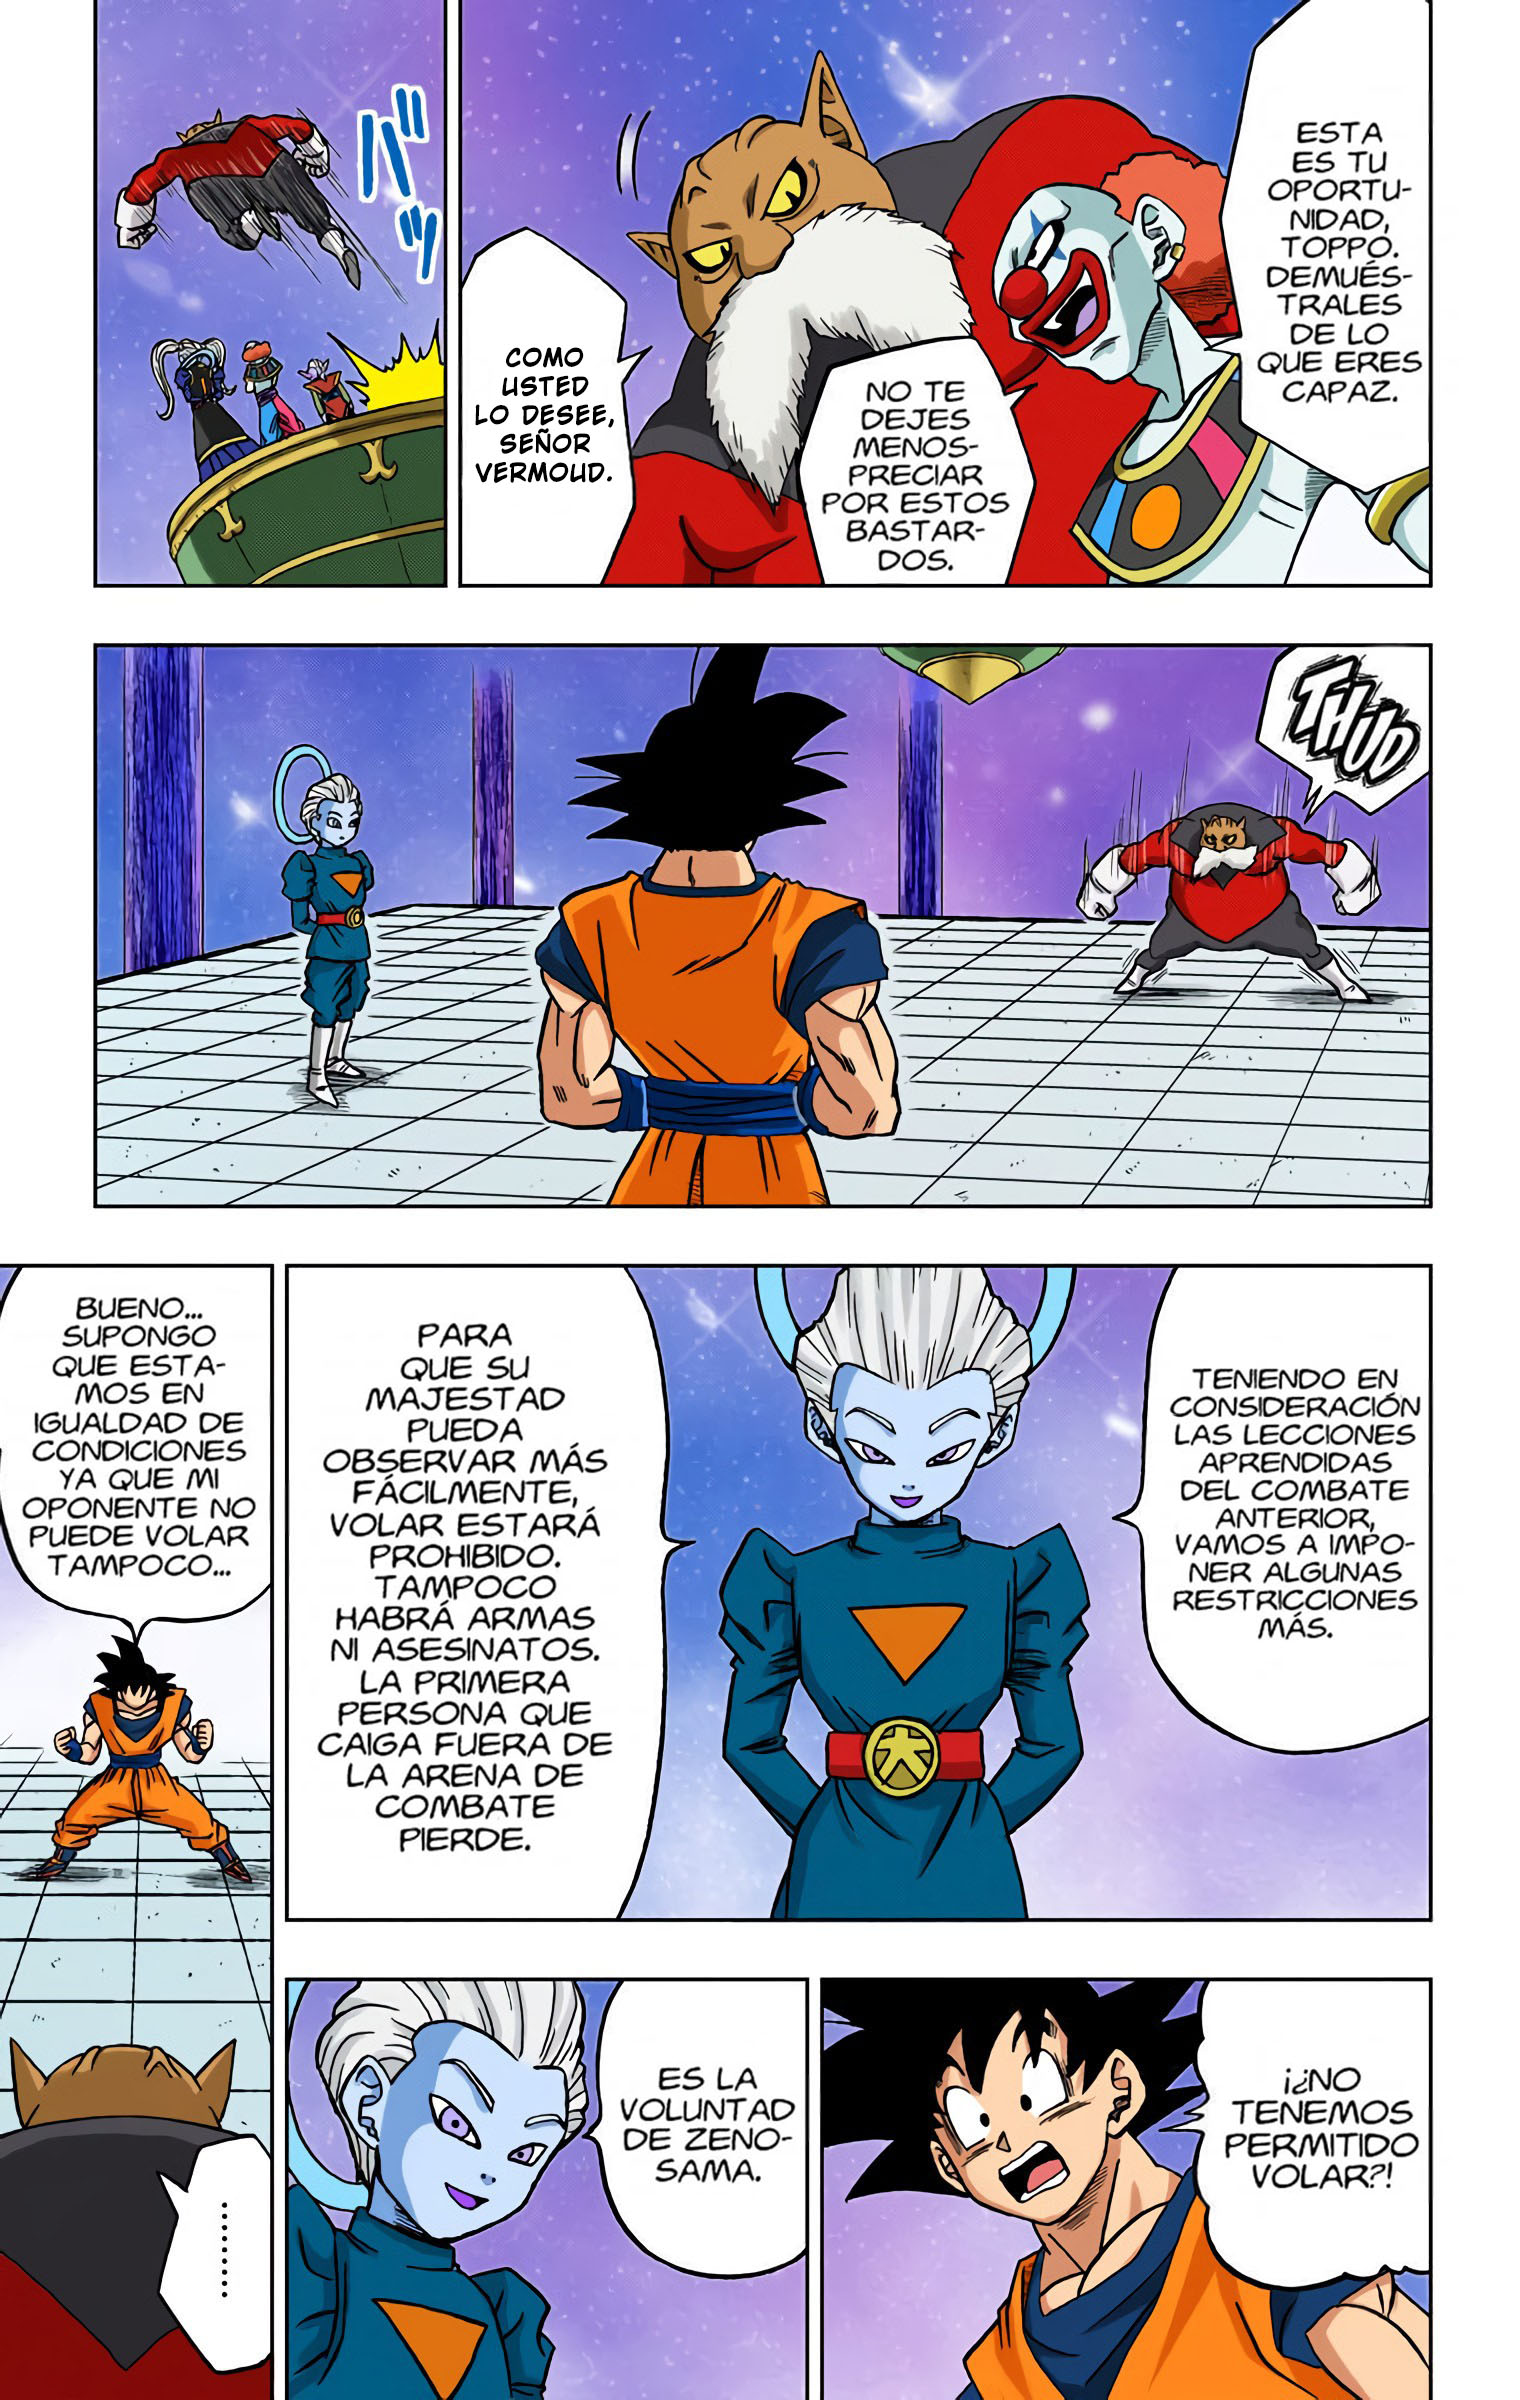 ESTA
ES TU
OPORTU-
NIDAD,
TOPPO.
DEMUÉS-
TRALES
DE LO
QUE ERES
CAPAZ.
NO TE
DEJES
MENOS-
PRECIAR
POR ESTOS
BASTAR-
DOS.
COMO
USTED
LO DESEE,
SEÑOR
VERMOUD.
バッ
THUD
TENIENDO EN
CONSIDERACIÓN
LAS LECCIONES
APRENDIDAS
DEL COMBATE
ANTERIOR,
VAMOS A IMPO-
NER ALGUNAS
RESTRICCIONES
MÁS.
PARA
QUE SU
MAJESTAD
PUEDA
OBSERVAR MÁS
FÁCILMENTE,
VOLAR ESTARÁ
PROHIBIDO.
TAMPOCO
HABRÁ ARMAS
NI ASESINATOS.
LA PRIMERA
PERSONA QUE
CAIGA FUERA DE
LA ARENA DE
COMBATE
PIERDE.
¡¿NO
TENEMOS
PERMITIDO
VOLAR?!
ES LA
VOLUNTAD
DE ZENO-
SAMA.
BUENO...
SUPONGO
QUE ESTA-
MOS EN
IGUALDAD DE
CONDICIONES
YA QUE MI
OPONENTE NO
PUEDE VOLAR
TAMPOCO...
.........